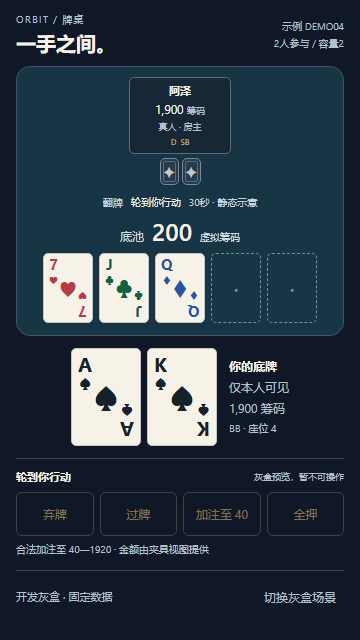 ORBIT / 牌桌
一手之间。
示例 DEMO04
2人参与 / 容量2
阿泽
1,900 筹码
真人 · 房主
D SB
翻牌 轮到你行动 30秒 · 静态示意
底池 200 虚拟筹码
7 J Q
7 J Q
A K
A K
你的底牌
仅本人可见
1,900 筹码
BB · 座位 4
轮到你行动
灰盒预览，暂不可操作
弃牌 过牌 加注至 40 全押
合法加注至 40—1920 · 金额由夹具视图提供
开发灰盒 · 固定数据
切换灰盒场景